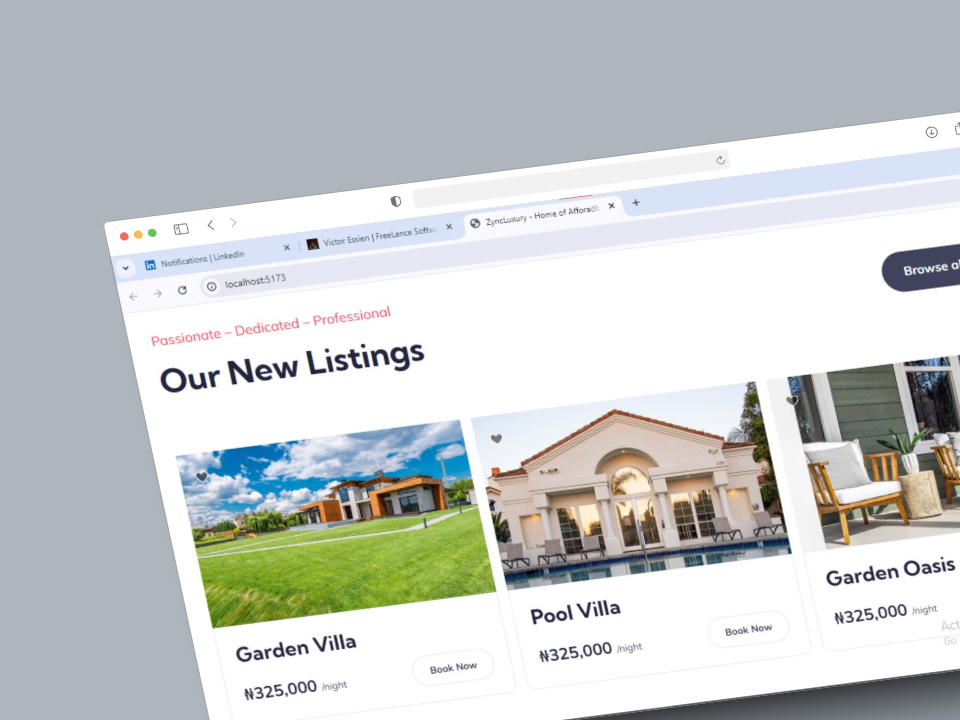 Notifications | LinkedIn
Victor Essien | FreeLance Softw
ZyncLuxury - Home of Afforadl
localhost:5173
Passionate – Dedicated – Professional
Our New Listings
Browse al
Garden Villa
₦325,000 /night
Book Now
Pool Villa
₦325,000 /night
Book Now
Garden Oasis
₦325,000 /night
Act
Go